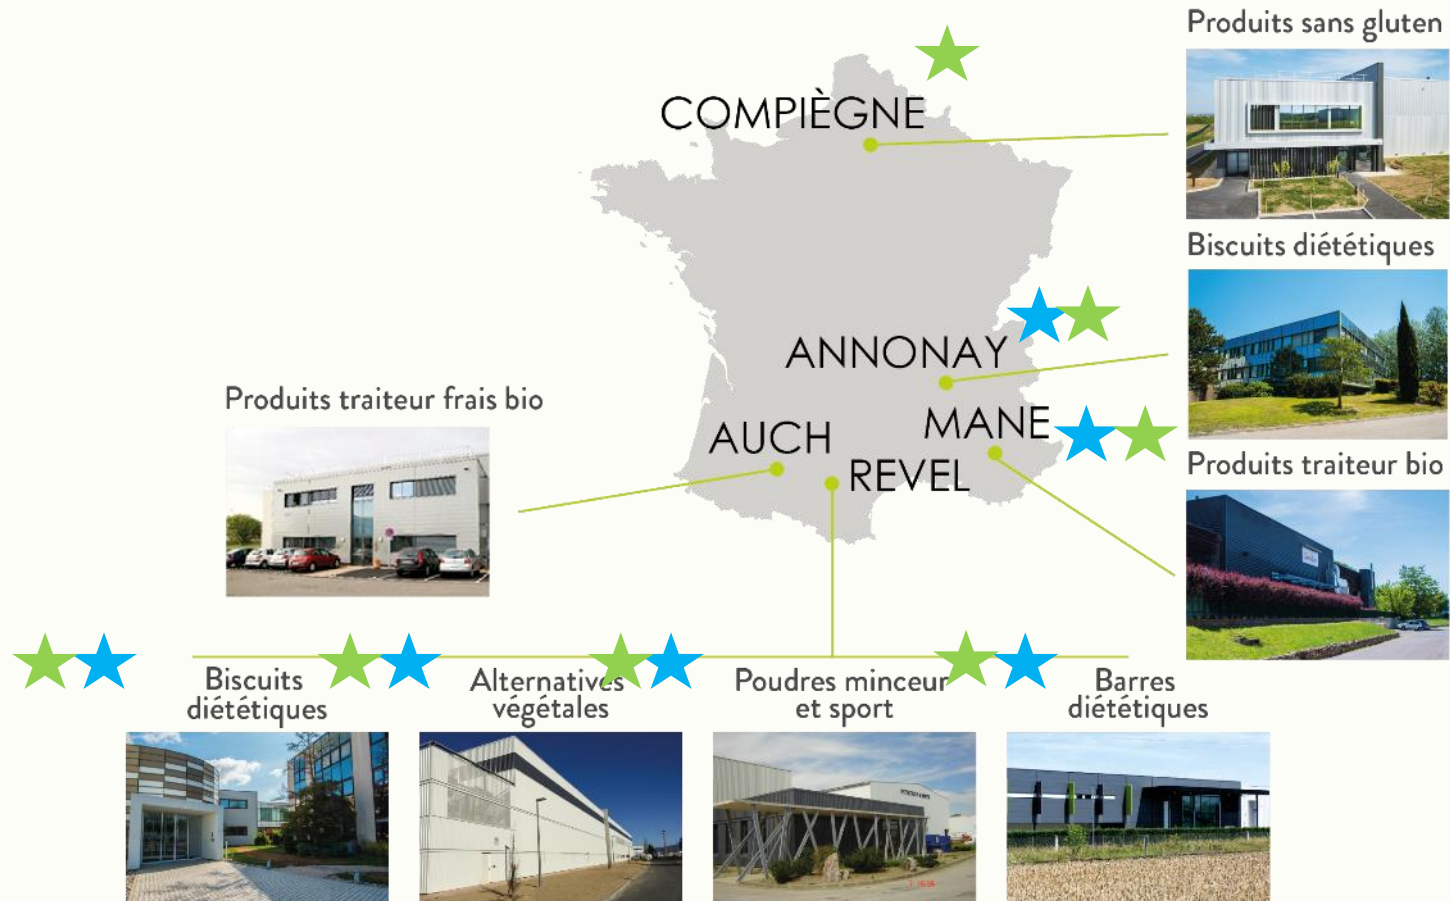 Produits sans gluten
COMPIÈGNE
Biscuits diététiques
ANNONAY
Produits traiteur frais bio
MANE
AUCH
REVEL
Produits traiteur bio
Biscuits
diététiques
Alternatives
végétales
Poudres minceur
et sport
Barres
diététiques